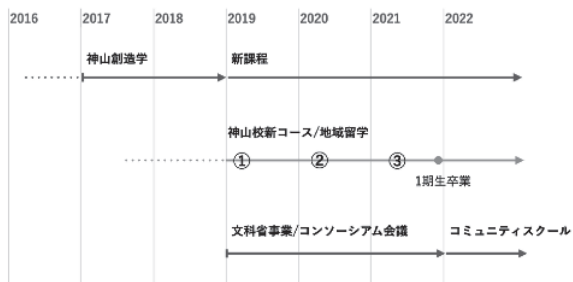 2016 2017 2018 2019 2020 2021 2022
神山創造学 新課程
神山校新コース/地域留学
① ② ③
1期生卒業
文科省事業/コンソーシアム会議 コミュニティスクール